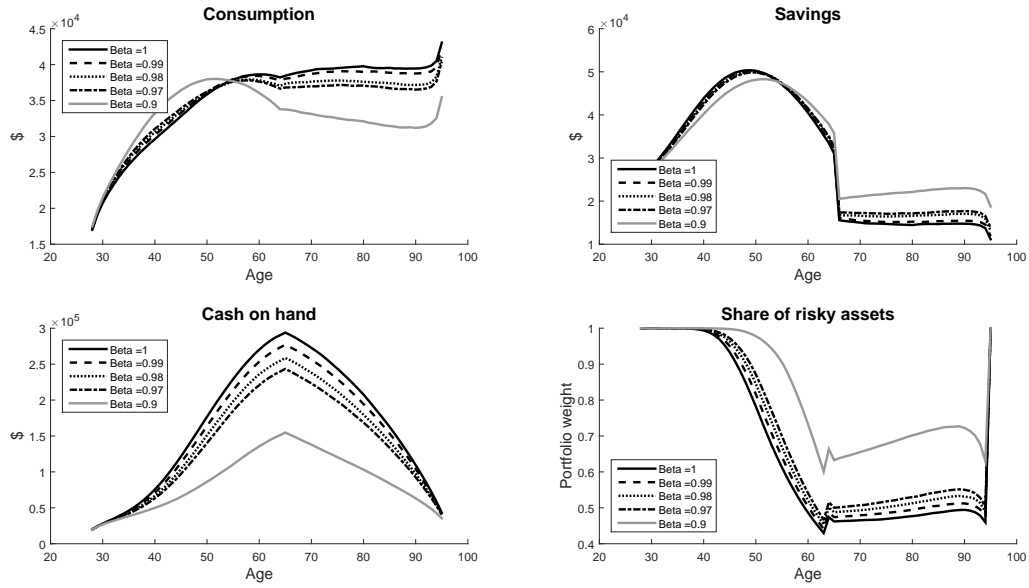 Consumption
×10⁴
4.5
4
3.5
3
2.5
2
1.5
$
20 30 40 50 60 70 80 90 100
Age
Beta =1
Beta =0.99
Beta =0.98
Beta =0.97
Beta =0.9
Savings
×10⁴
6
5
4
3
2
1
$
20 30 40 50 60 70 80 90 100
Age
Beta =1
Beta =0.99
Beta =0.98
Beta =0.97
Beta =0.9
Cash on hand
×10⁵
3
2.5
2
1.5
1
0.5
0
$
20 30 40 50 60 70 80 90 100
Age
Beta =1
Beta =0.99
Beta =0.98
Beta =0.97
Beta =0.9
Share of risky assets
1
0.9
0.8
0.7
0.6
0.5
0.4
Portfolio weight
20 30 40 50 60 70 80 90 100
Age
Beta =1
Beta =0.99
Beta =0.98
Beta =0.97
Beta =0.9